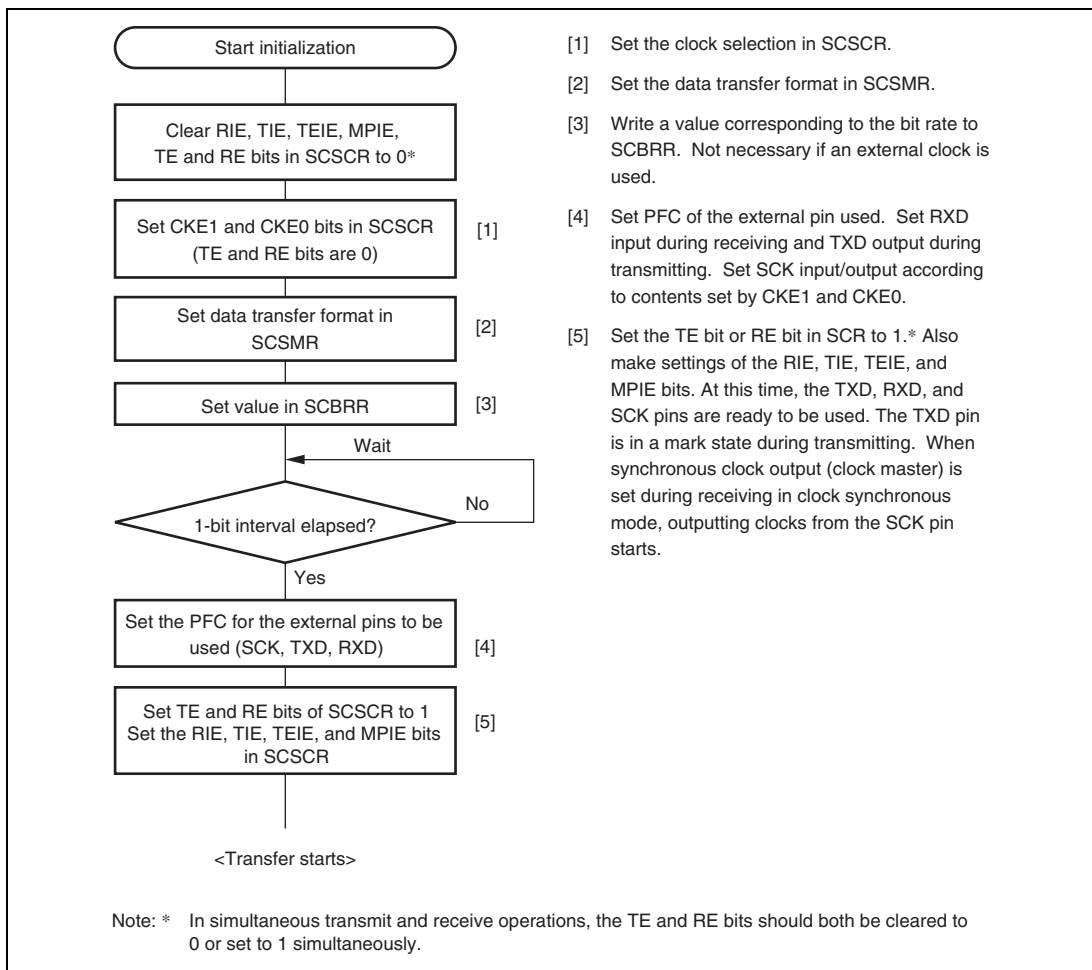 Start initialization
Clear RIE, TIE, TEIE, MPIE,
TE and RE bits in SCSCR to 0*
Set CKE1 and CKE0 bits in SCSCR
(TE and RE bits are 0)
[1]
Set data transfer format in
SCSMR
[2]
Set value in SCBRR
[3]
Wait
1-bit interval elapsed?
No
Yes
Set the PFC for the external pins to be
used (SCK, TXD, RXD)
[4]
Set TE and RE bits of SCSCR to 1
Set the RIE, TIE, TEIE, and MPIE bits
in SCSCR
[5]
<Transfer starts>
[1] Set the clock selection in SCSCR.
[2] Set the data transfer format in SCSMR.
[3] Write a value corresponding to the bit rate to
SCBRR. Not necessary if an external clock is
used.
[4] Set PFC of the external pin used. Set RXD
input during receiving and TXD output during
transmitting. Set SCK input/output according
to contents set by CKE1 and CKE0.
[5] Set the TE bit or RE bit in SCR to 1.* Also
make settings of the RIE, TIE, TEIE, and
MPIE bits. At this time, the TXD, RXD, and
SCK pins are ready to be used. The TXD pin
is in a mark state during transmitting. When
synchronous clock output (clock master) is
set during receiving in clock synchronous
mode, outputting clocks from the SCK pin
starts.
Note: * In simultaneous transmit and receive operations, the TE and RE bits should both be cleared to
0 or set to 1 simultaneously.